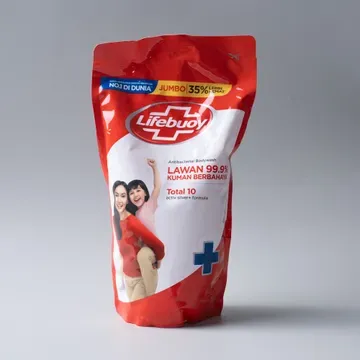 NO.1 DI DUNIA
JUMBO 35%
Lifebuoy
Antibacterial Bodywash
LAWAN 99.9%
KUMAN BERBAHAYA
Total 10